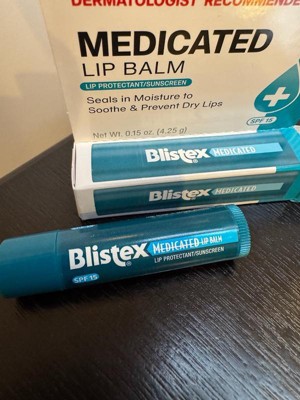 DERMATOLOGIST RECOMMENDED
MEDICATED
LIP BALM
LIP PROTECTANT/SUNSCREEN
Seals in Moisture to
Soothe & Prevent Dry Lips
Net Wt. 0.15 oz. (4.25 g)
SPF 15
Blistex® MEDICATED
Blistex® MEDICATED
Blistex® MEDICATED LIP BALM
LIP PROTECTANT/SUNSCREEN
SPF 15